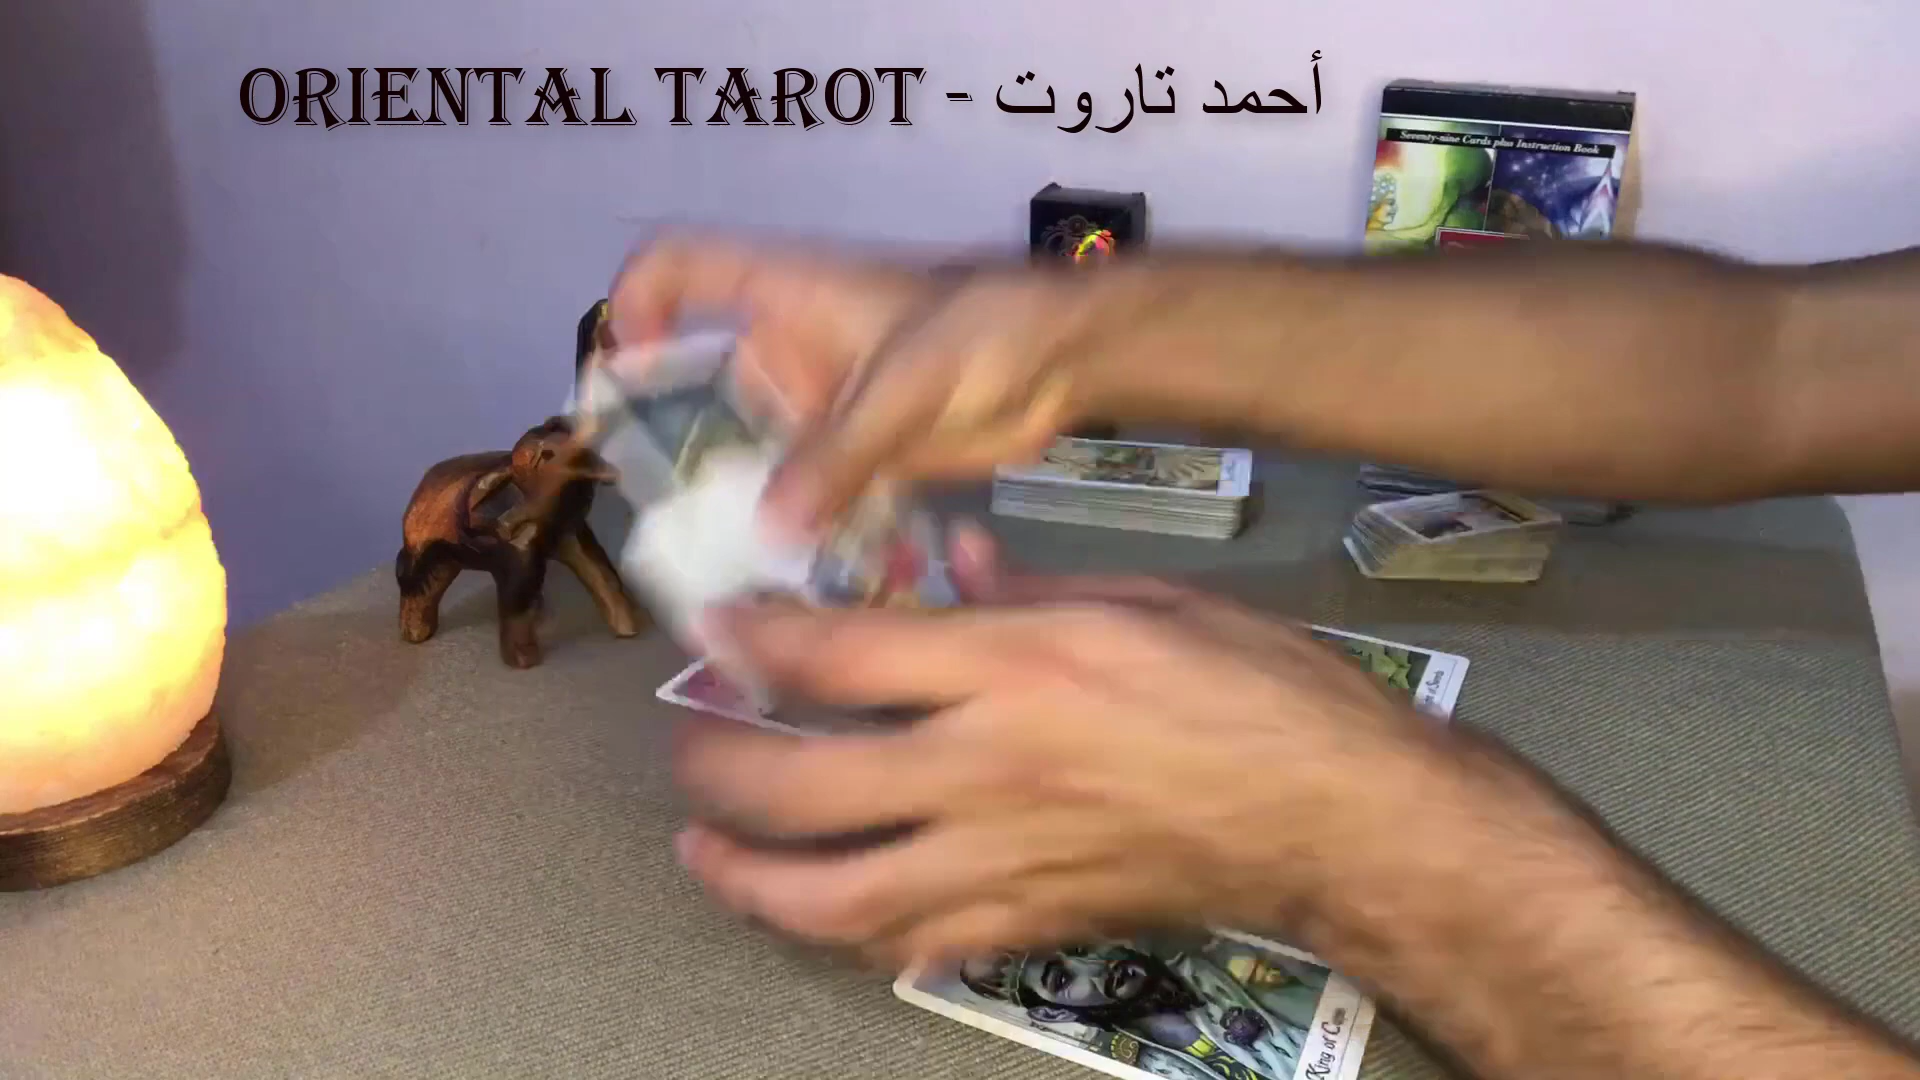 ORIENTAL TAROT - أحمد تاروت
Seventy-nine Cards plus Instruction Book
King of Cups